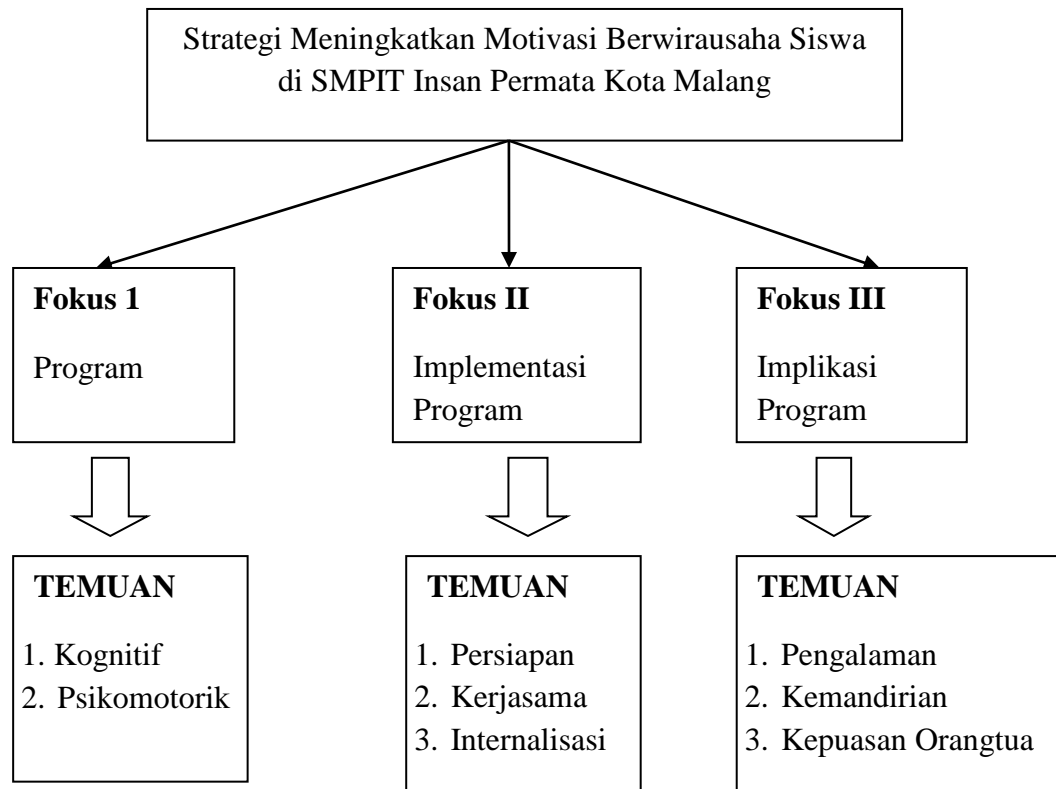 Strategi Meningkatkan Motivasi Berwirausaha Siswa
di SMPIT Insan Permata Kota Malang
Fokus 1
Program
Fokus II
Implementasi
Program
Fokus III
Implikasi
Program
TEMUAN
1. Kognitif
2. Psikomotorik
TEMUAN
1. Persiapan
2. Kerjasama
3. Internalisasi
TEMUAN
1. Pengalaman
2. Kemandirian
3. Kepuasan Orangtua